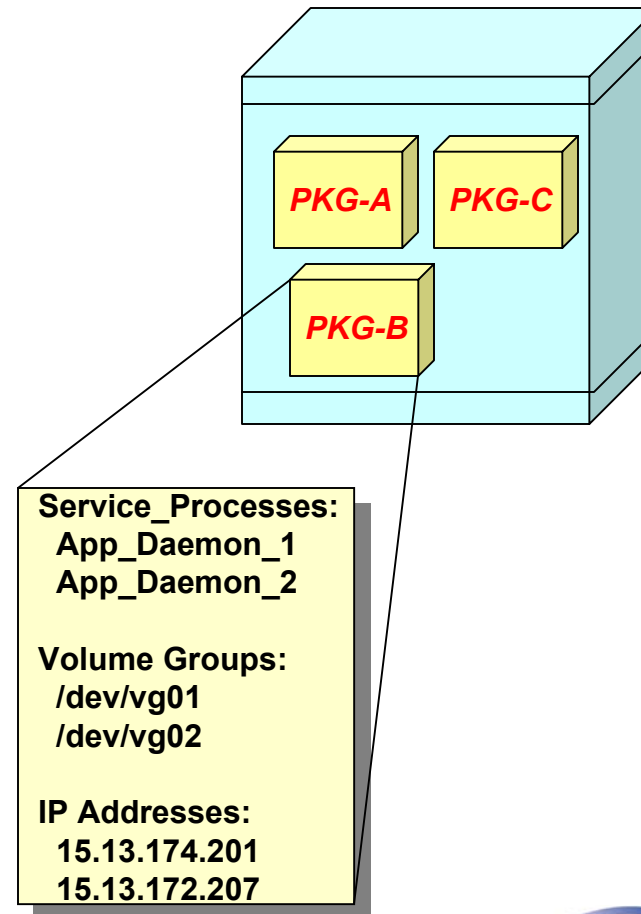 PKG-A PKG-C
PKG-B
Service_Processes:
App_Daemon_1
App_Daemon_2
Volume Groups:
/dev/vg01
/dev/vg02
IP Addresses:
15.13.174.201
15.13.172.207